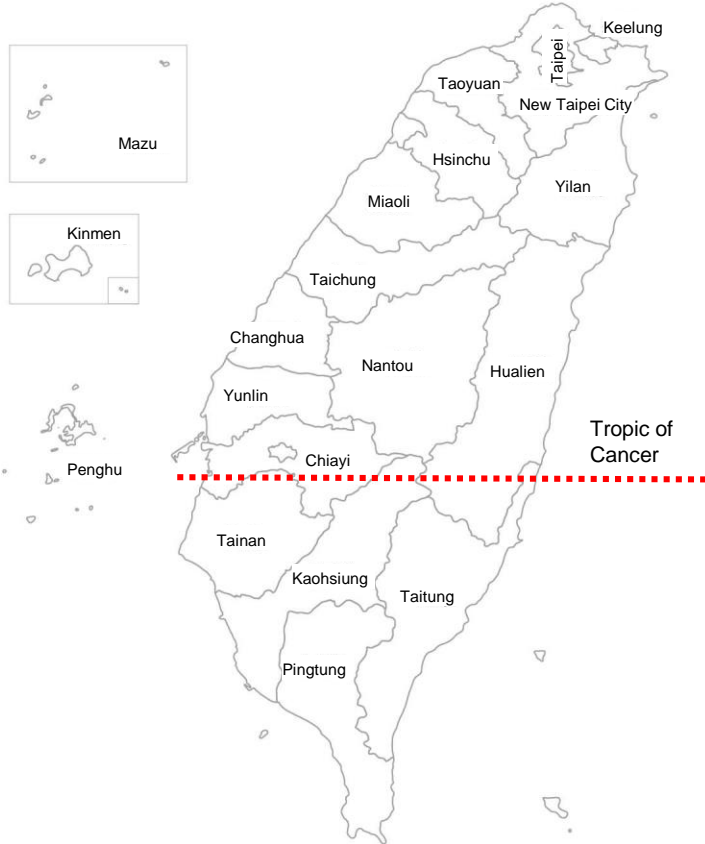 Keelung
Taipei
Taoyuan
New Taipei City
Mazu
Hsinchu
Yilan
Miaoli
Kinmen
Taichung
Changhua
Nantou
Hualien
Yunlin
Tropic of
Cancer
Chiayi
Penghu
Tainan
Kaohsiung
Taitung
Pingtung